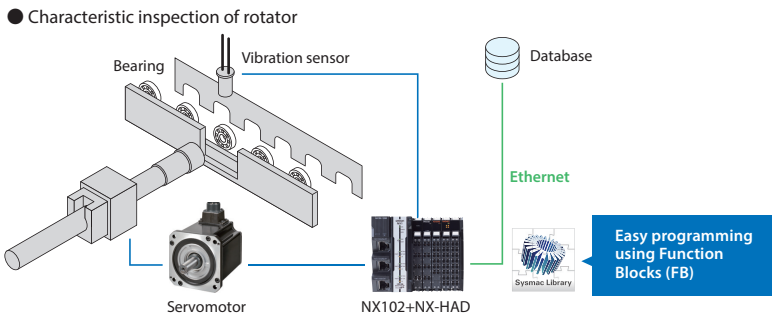 ● Characteristic inspection of rotator
Bearing
Vibration sensor
Database
Ethernet
Easy programming
using Function
Blocks (FB)
Sysmac Library
Servomotor
NX102+NX-HAD